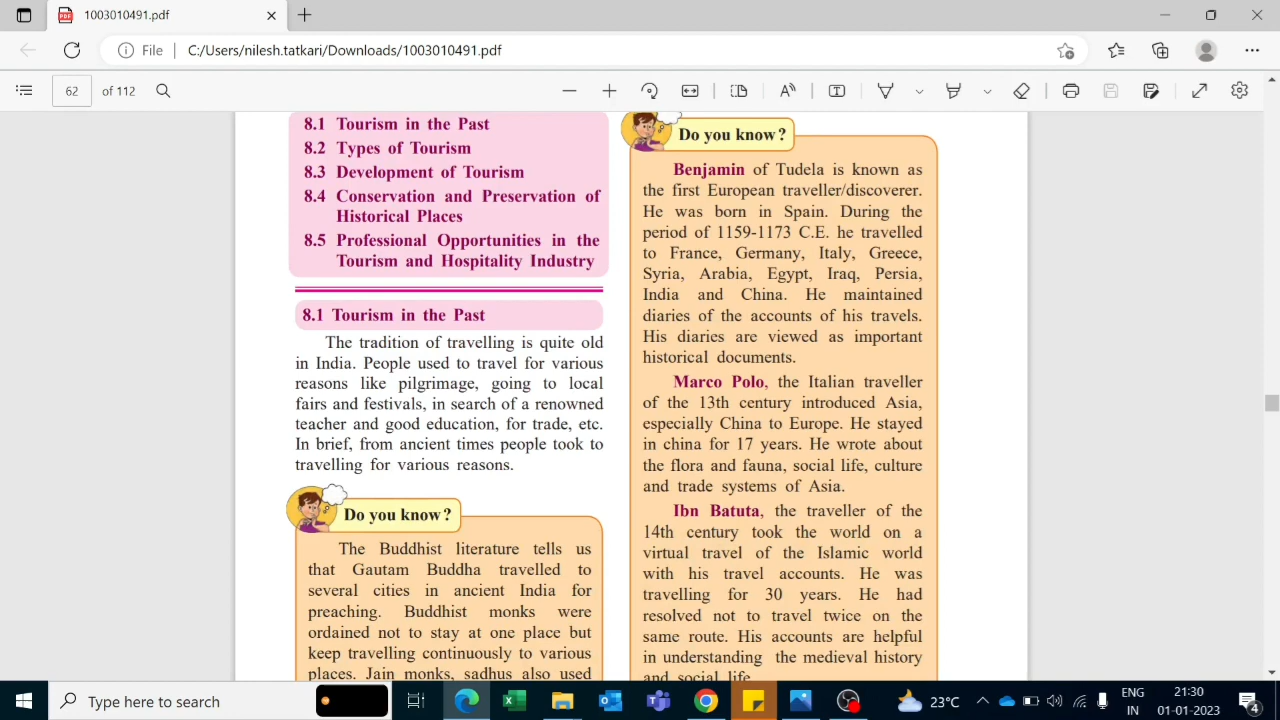 1003010491.pdf
File
C:/Users/nilesh.tatkari/Downloads/1003010491.pdf
62
of 112
8.1 Tourism in the Past
8.2 Types of Tourism
8.3 Development of Tourism
8.4 Conservation and Preservation of
Historical Places
8.5 Professional Opportunities in the
Tourism and Hospitality Industry
8.1 Tourism in the Past
The tradition of travelling is quite old
in India. People used to travel for various
reasons like pilgrimage, going to local
fairs and festivals, in search of a renowned
teacher and good education, for trade, etc.
In brief, from ancient times people took to
travelling for various reasons.
Do you know?
The Buddhist literature tells us
that Gautam Buddha travelled to
several cities in ancient India for
preaching. Buddhist monks were
ordained not to stay at one place but
keep travelling continuously to various
places. Jain monks, sadhus also used
Do you know?
Benjamin of Tudela is known as
the first European traveller/discoverer.
He was born in Spain. During the
period of 1159-1173 C.E. he travelled
to France, Germany, Italy, Greece,
Syria, Arabia, Egypt, Iraq, Persia,
India and China. He maintained
diaries of the accounts of his travels.
His diaries are viewed as important
historical documents.
Marco Polo, the Italian traveller
of the 13th century introduced Asia,
especially China to Europe. He stayed
in china for 17 years. He wrote about
the flora and fauna, social life, culture
and trade systems of Asia.
Ibn Batuta, the traveller of the
14th century took the world on a
virtual travel of the Islamic world
with his travel accounts. He was
travelling for 30 years. He had
resolved not to travel twice on the
same route. His accounts are helpful
in understanding the medieval history
and social life.
Type here to search
23°C
ENG
IN
21:30
01-01-2023
4